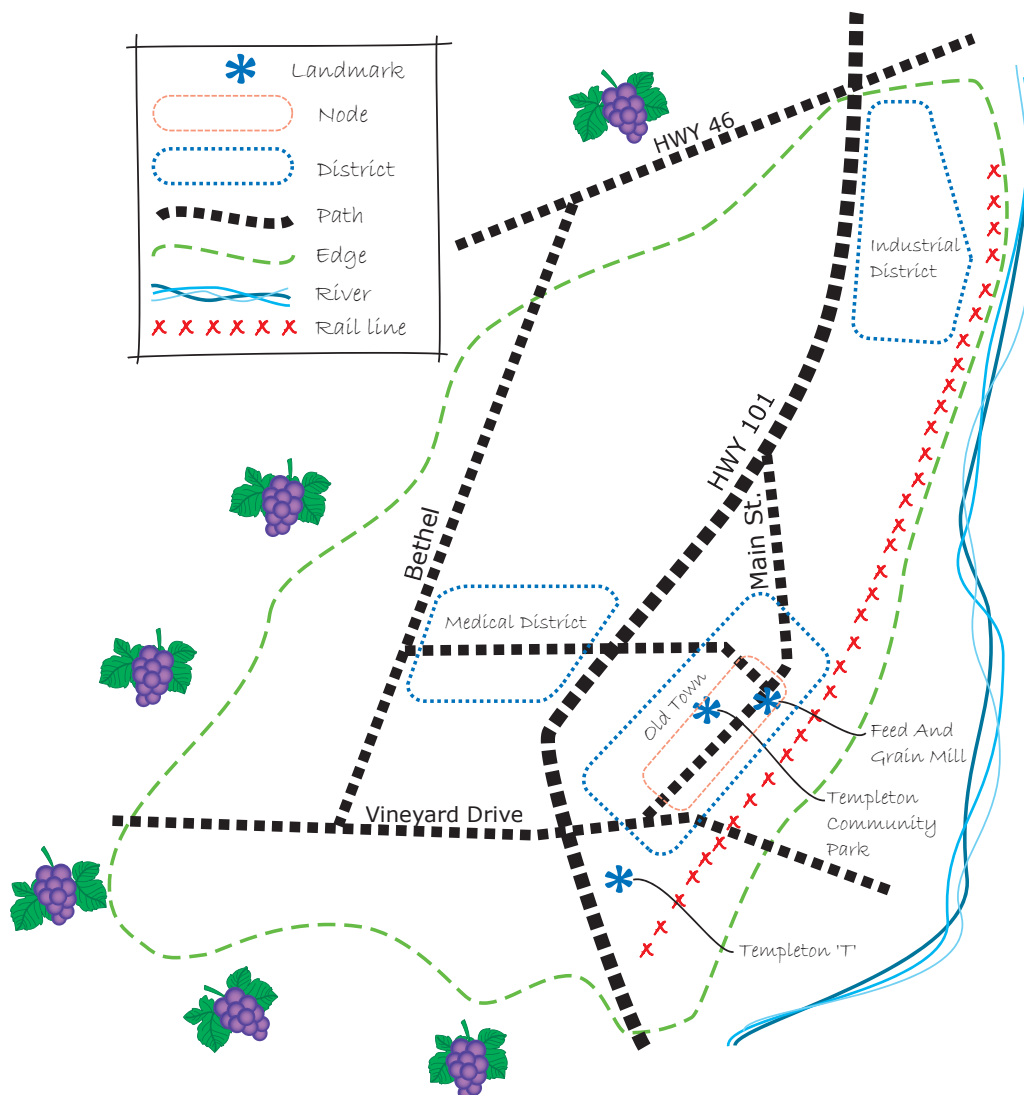 Landmark
Node
District
Path
Edge
River
Rail line
HWY 46
Industrial
District
HWY 101
Bethel
Main St.
Medical District
Old Town
Feed And
Grain Mill
Vineyard Drive
Templeton
Community
Park
Templeton 'T'